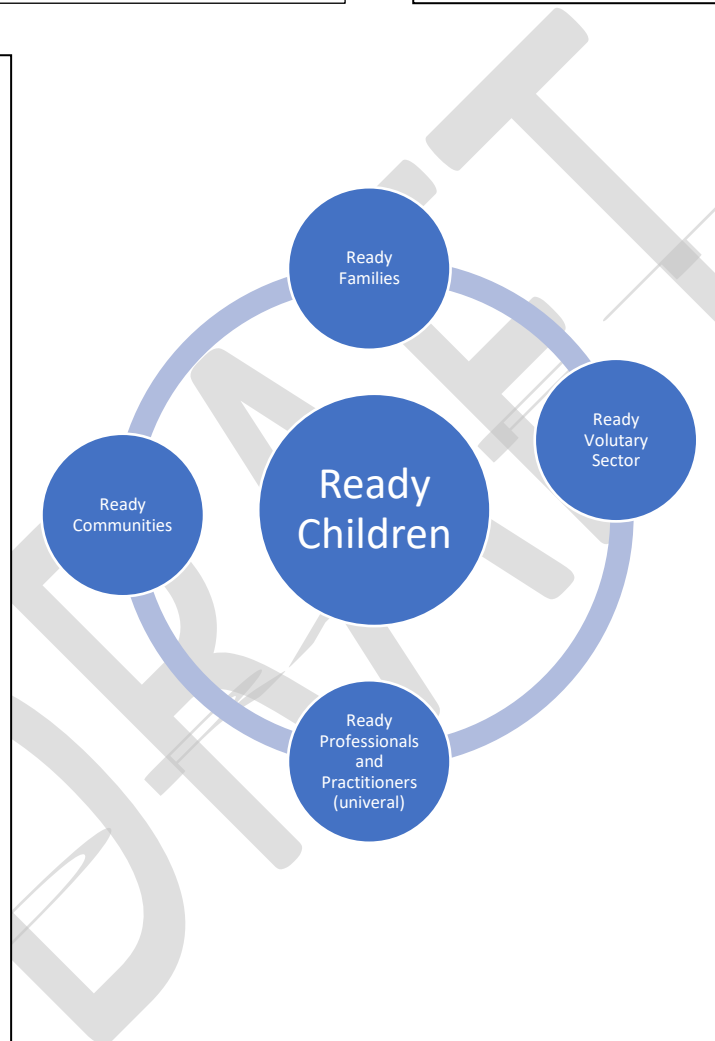 Ready
Families
Ready
Volutary
Sector
Ready
Children
Ready
Communities
Ready
Professionals
and
Practitioners
(univeral)
DRAFT